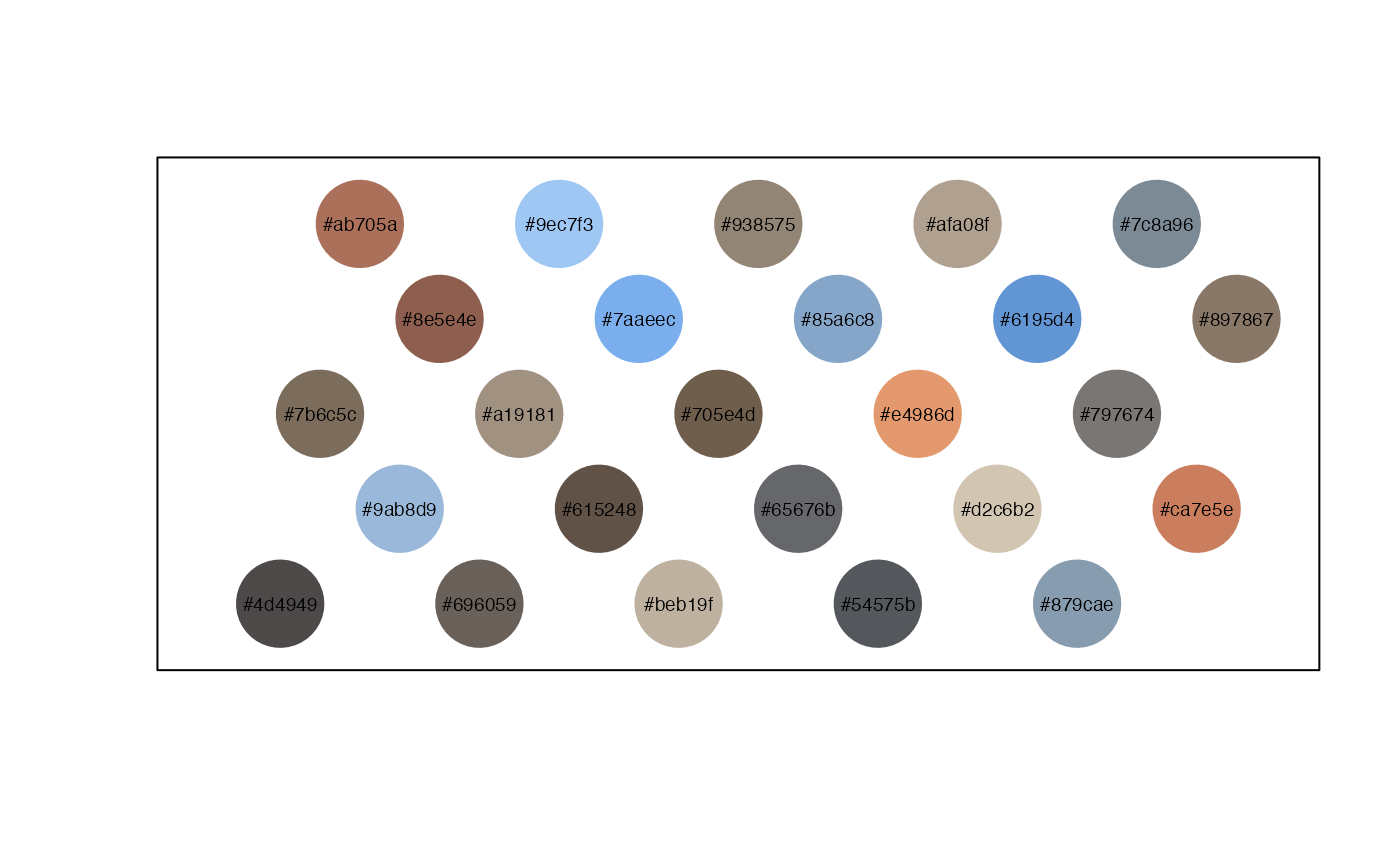 #ab705a #9ec7f3 #938575 #afa08f #7c8a96
#8e5e4e #7aaeec #85a6c8 #6195d4 #897867
#7b6c5c #a19181 #705e4d #e4986d #797674
#9ab8d9 #615248 #65676b #d2c6b2 #ca7e5e
#4d4949 #696059 #beb19f #54575b #879cae